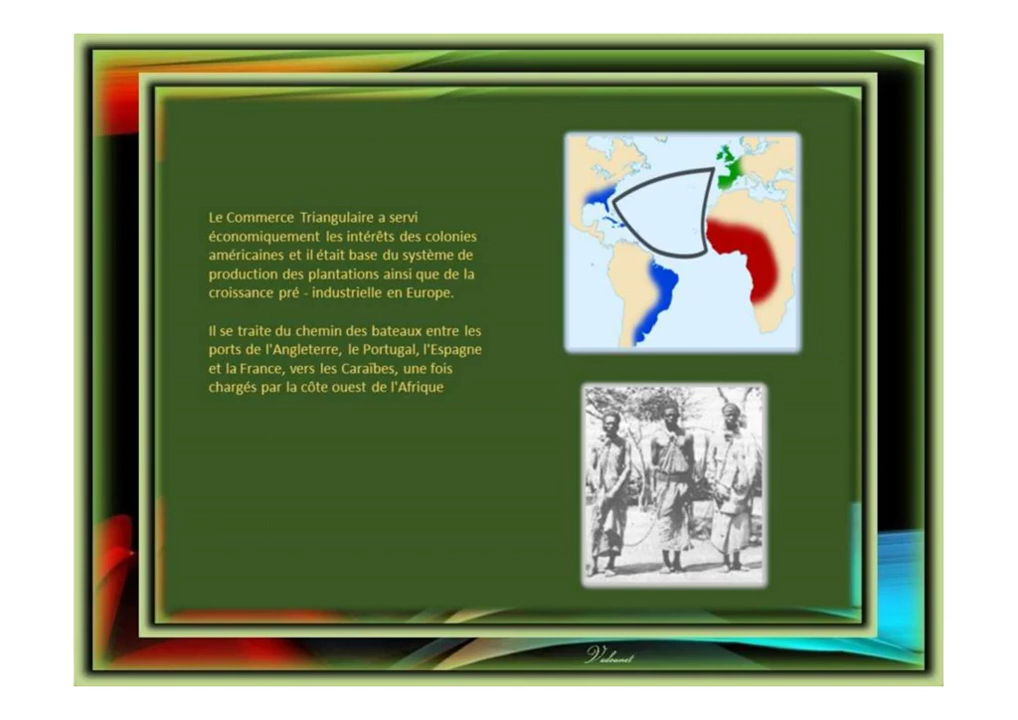 Le Commerce Triangulaire a servi
économiquement les intérêts des colonies
américaines et il était base du système de
production des plantations ainsi que de la
croissance pré - industrielle en Europe.
Il se traite du chemin des bateaux entre les
ports de l'Angleterre, le Portugal, l'Espagne
et la France, vers les Caraïbes, une fois
chargés par la côte ouest de l'Afrique